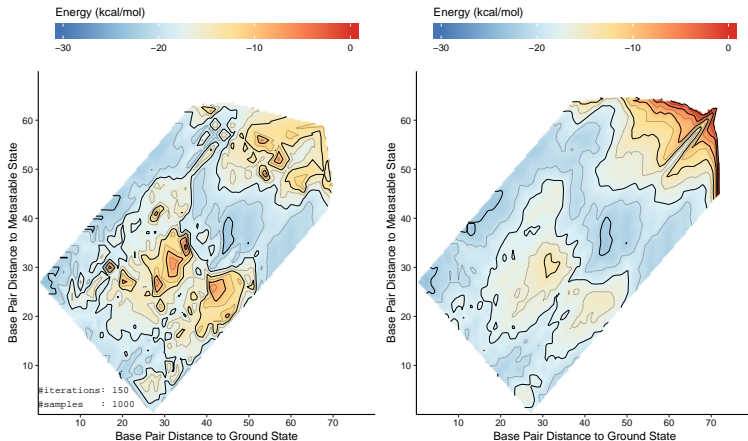 Energy (kcal/mol)
−30 −20 −10 0
Base Pair Distance to Metastable State
60
50
40
30
20
10
#iterations: 150
#samples : 1000
10 20 30 40 50 60 70
Base Pair Distance to Ground State
Energy (kcal/mol)
−30 −20 −10 0
Base Pair Distance to Metastable State
60
50
40
30
20
10
10 20 30 40 50 60 70
Base Pair Distance to Ground State